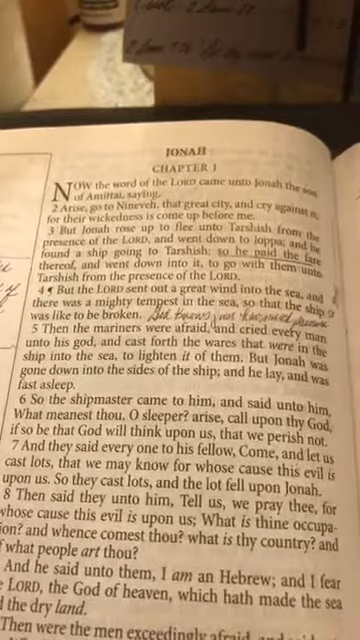 JONAH
CHAPTER 1
NOW the word of the LORD came unto Jonah the son
of Amittai, saying,
2 Arise, go to Nineveh, that great city, and cry against it;
for their wickedness is come up before me.
3 But Jonah rose up to flee unto Tarshish from the
presence of the LORD, and went down to Joppa; and he
found a ship going to Tarshish: so he paid the fare
thereof, and went down into it, to go with them unto
Tarshish from the presence of the LORD.
4 ¶ But the LORD sent out a great wind into the sea, and
there was a mighty tempest in the sea, so that the ship
was like to be broken.
5 Then the mariners were afraid, and cried every man
unto his god, and cast forth the wares that were in the
ship into the sea, to lighten it of them. But Jonah was
gone down into the sides of the ship; and he lay, and was
fast asleep.
6 So the shipmaster came to him, and said unto him,
What meanest thou, O sleeper? arise, call upon thy God,
if so be that God will think upon us, that we perish not.
7 And they said every one to his fellow, Come, and let us
cast lots, that we may know for whose cause this evil is
upon us. So they cast lots, and the lot fell upon Jonah.
8 Then said they unto him, Tell us, we pray thee, for
whose cause this evil is upon us; What is thine occupa-
ion? and whence comest thou? what is thy country? and
f what people art thou?
And he said unto them, I am an Hebrew; and I fear
e LORD, the God of heaven, which hath made the sea
d the dry land.
Then were the men exceedingly afraid, and said